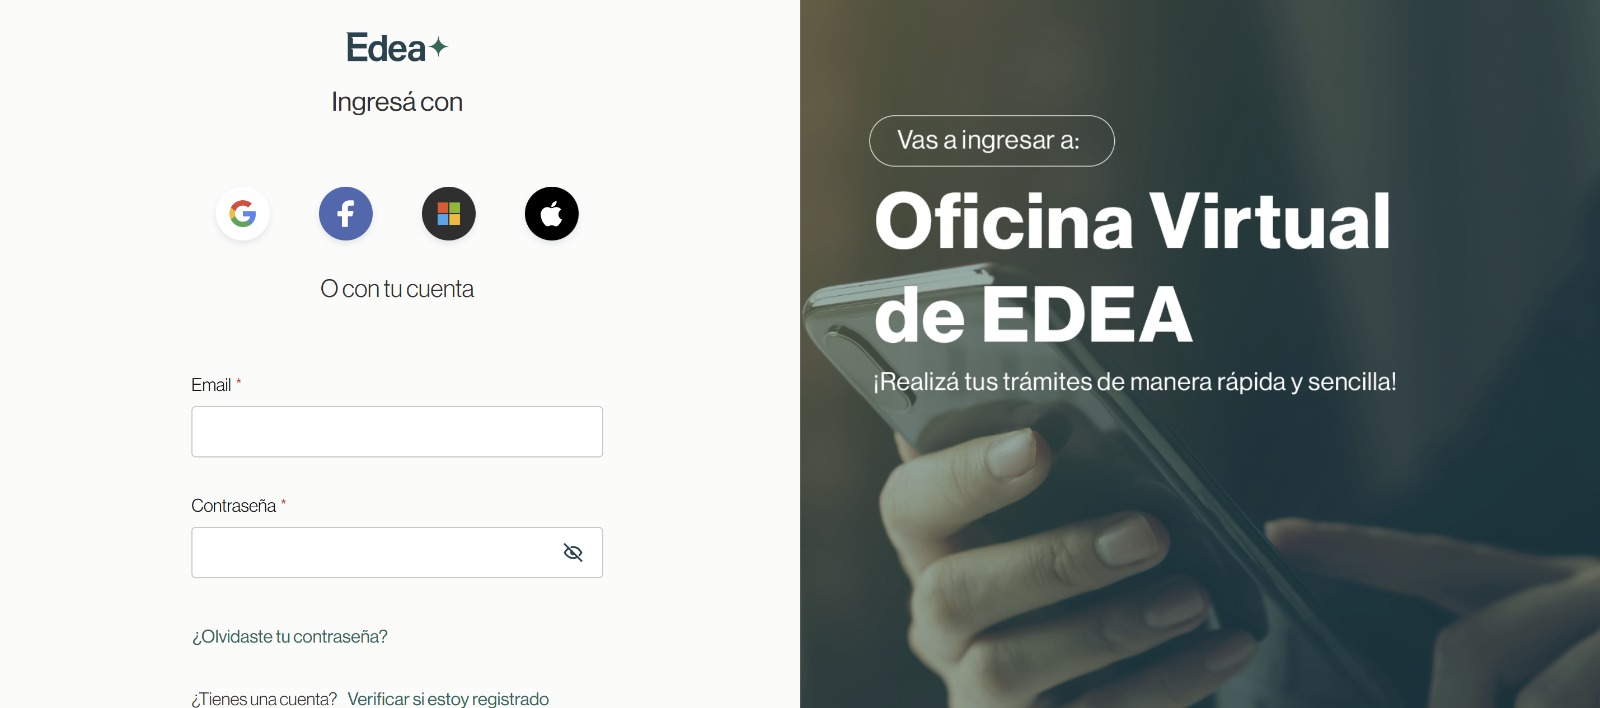 Edea
Ingresá con
O con tu cuenta
Email *
Contraseña *
¿Olvidaste tu contraseña?
¿Tienes una cuenta? Verificar si estoy registrado
Vas a ingresar a:
Oficina Virtual
de EDEA
¡Realizá tus trámites de manera rápida y sencilla!